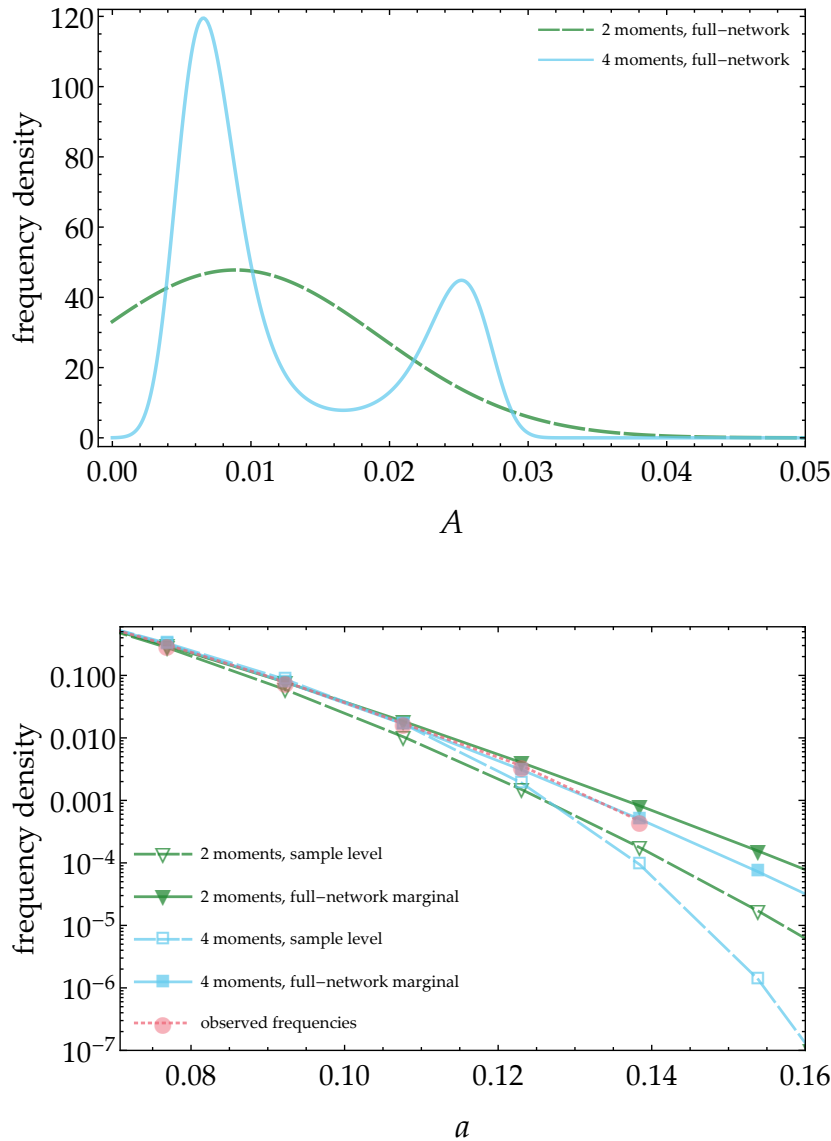 120
100
80
60
40
20
0
frequency density
2 moments, full−network
4 moments, full−network
0.00 0.01 0.02 0.03 0.04 0.05
A
0.100
0.010
0.001
10⁻⁴
10⁻⁵
10⁻⁶
10⁻⁷
frequency density
2 moments, sample level
2 moments, full−network marginal
4 moments, sample level
4 moments, full−network marginal
observed frequencies
0.08 0.10 0.12 0.14 0.16
a